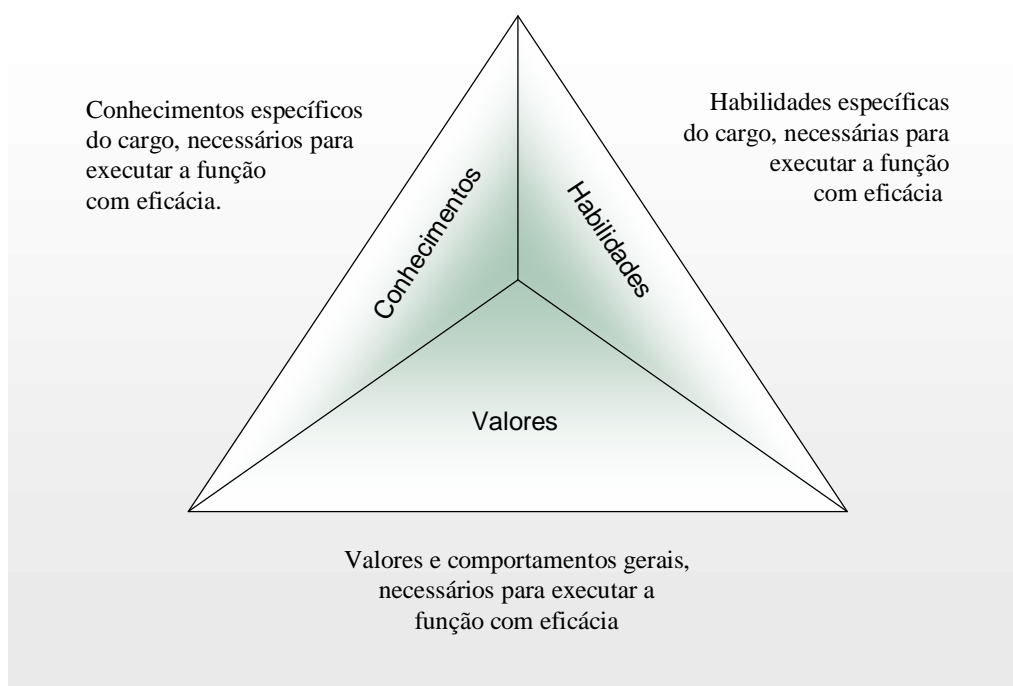 Conhecimentos específicos
do cargo, necessários para
executar a função
com eficácia.
Habilidades específicas
do cargo, necessárias para
executar a função
com eficácia
Conhecimentos
Habilidades
Valores
Valores e comportamentos gerais,
necessários para executar a
função com eficácia